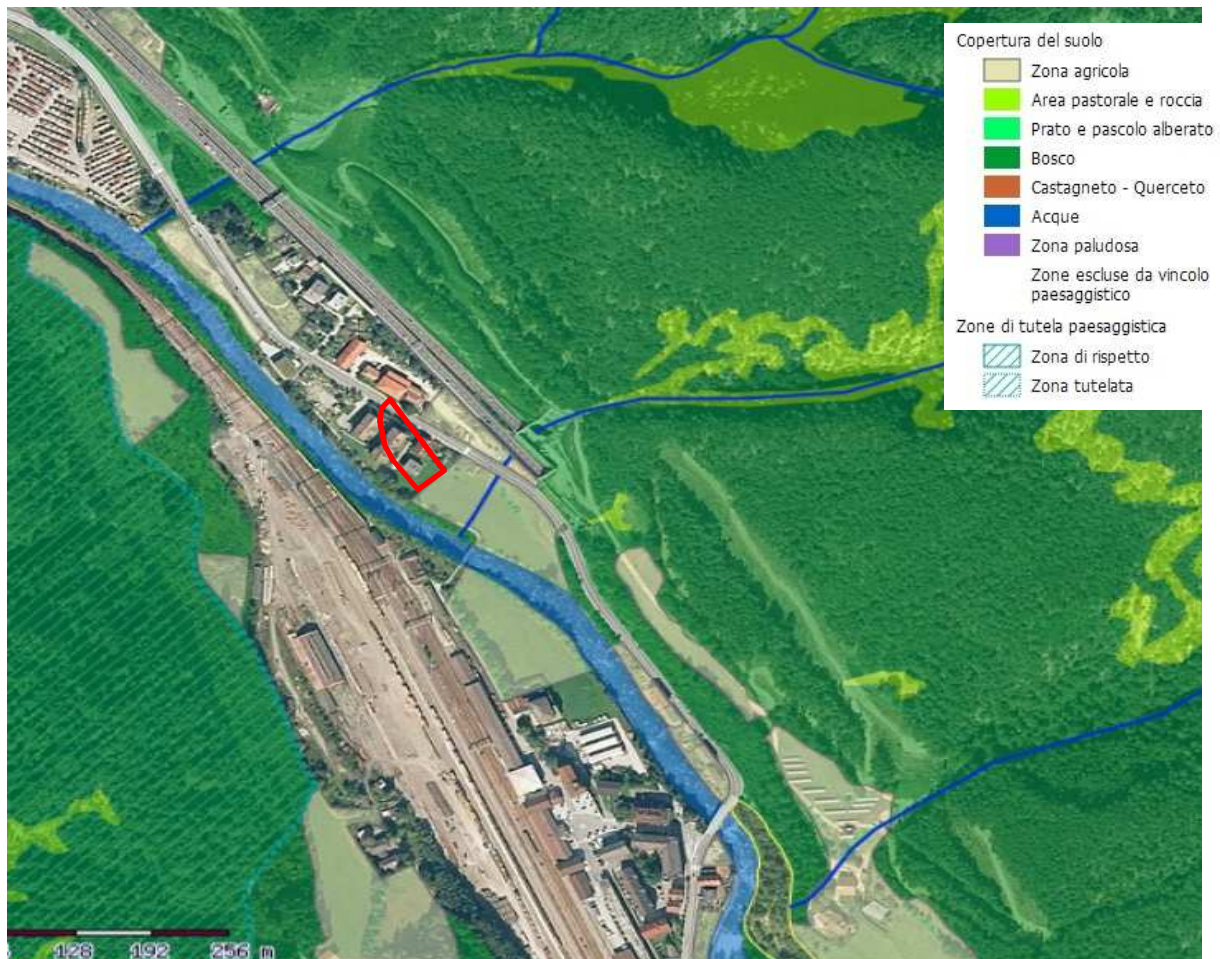 Copertura del suolo
Zona agricola
Area pastorale e roccia
Prato e pascolo alberato
Bosco
Castagneto - Querceto
Acque
Zona paludosa
Zone escluse da vincolo
paesaggistico
Zone di tutela paesaggistica
Zona di rispetto
Zona tutelata
128 192 256 m